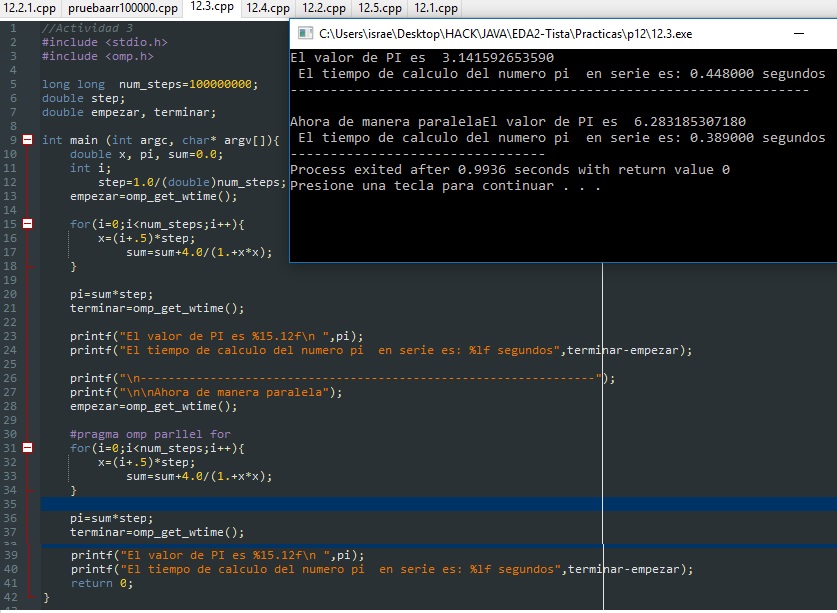 12.2.1.cpp pruebaarr100000.cpp 12.3.cpp 12.4.cpp 12.2.cpp 12.5.cpp 12.1.cpp
1 //Actividad 3
2 #include <stdio.h>
3 #include <omp.h>
4
5 long long  num_steps=100000000;
6 double step;
7 double empezar, terminar;
8
9 int main (int argc, char* argv[]){
10 double x, pi, sum=0.0;
11 int i;
12 step=1.0/(double)num_steps;
13 empezar=omp_get_wtime();
14
15 for(i=0;i<num_steps;i++){
16 x=(i+.5)*step;
17 sum=sum+4.0/(1.+x*x);
18 }
19
20 pi=sum*step;
21 terminar=omp_get_wtime();
22
23 printf("El valor de PI es %15.12f\n ",pi);
24 printf("El tiempo de calculo del numero pi  en serie es: %lf segundos",terminar-empezar);
25
26 printf("\n---------------------------------------------------------------");
27 printf("\n\nAhora de manera paralela");
28 empezar=omp_get_wtime();
29
30 #pragma omp parllel for
31 for(i=0;i<num_steps;i++){
32 x=(i+.5)*step;
33 sum=sum+4.0/(1.+x*x);
34 }
35
36 pi=sum*step;
37 terminar=omp_get_wtime();
39 printf("El valor de PI es %15.12f\n ",pi);
40 printf("El tiempo de calculo del numero pi  en serie es: %lf segundos",terminar-empezar);
41 return 0;
42 }
C:\Users\israe\Desktop\HACK\JAVA\EDA2-Tista\Practicas\p12\12.3.exe
El valor de PI es  3.141592653590
El tiempo de calculo del numero pi  en serie es: 0.448000 segundos
---------------------------------------------------------------
Ahora de manera paralelaEl valor de PI es  6.283185307180
El tiempo de calculo del numero pi  en serie es: 0.389000 segundos
--------------------------------
Process exited after 0.9936 seconds with return value 0
Presione una tecla para continuar . . .